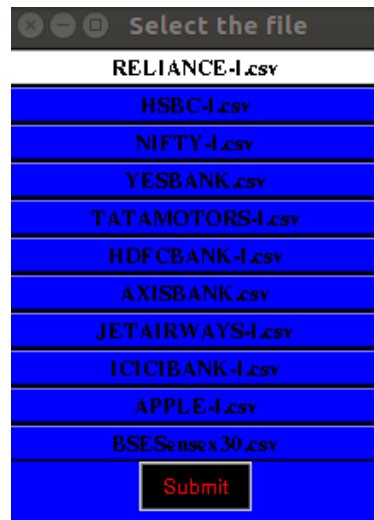 Select the file
RELIANCE-I.csv
HSBC-I.csv
NIFTY-I.csv
YESBANK.csv
TATAMOTORS-I.csv
HDFCBANK-I.csv
AXISBANK.csv
JETAIRWAYS-I.csv
ICICIBANK-I.csv
APPLE-I.csv
BSESensex30.csv
Submit